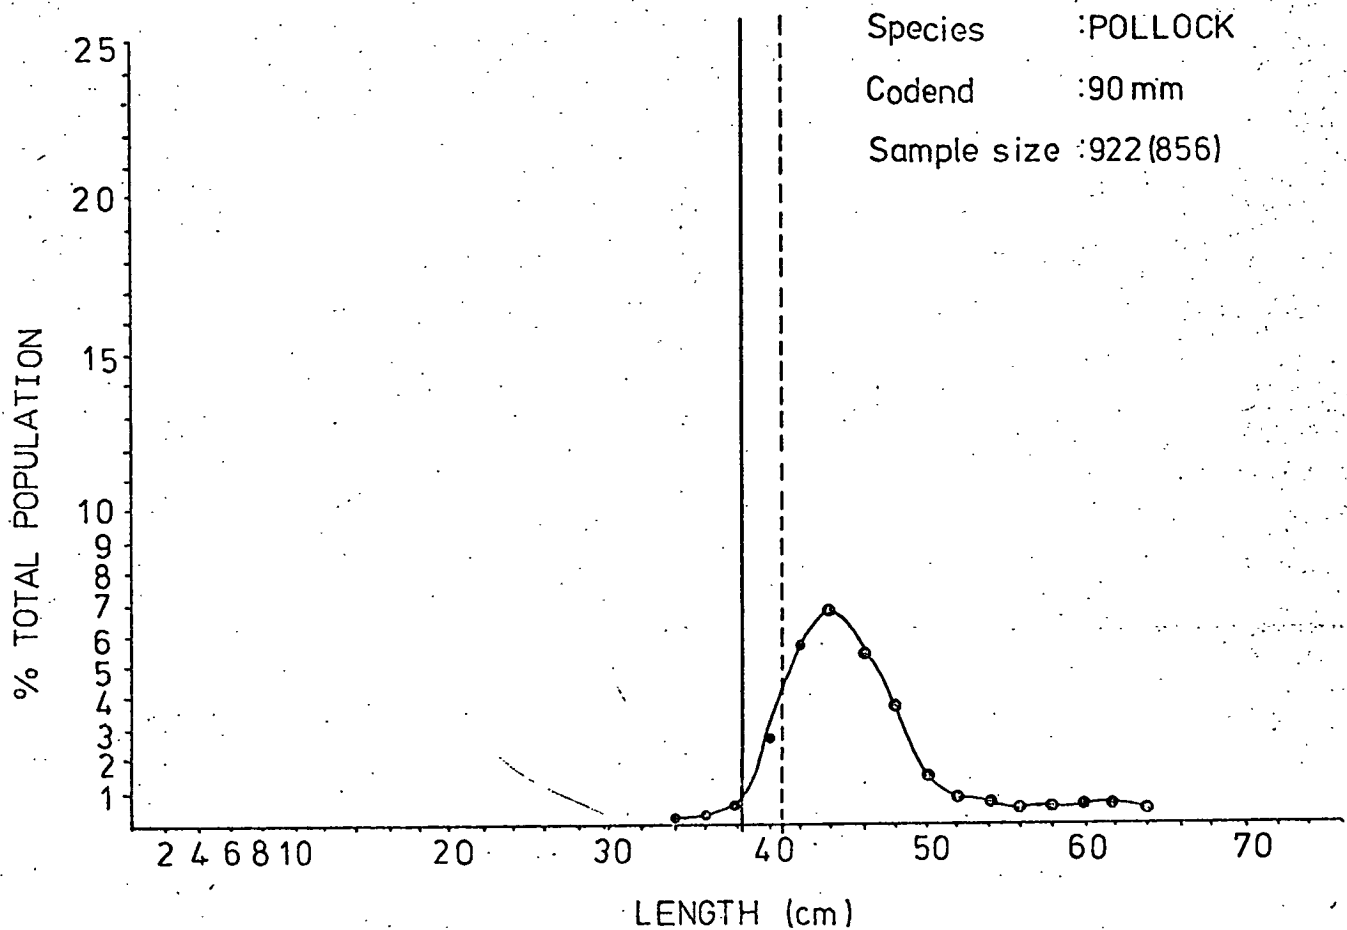 Species :POLLOCK
Codend :90 mm
Sample size :922 (856)
% TOTAL POPULATION
25
20
15
10
9
8
7
6
5
4
3
2
1
2 4 6 8 10 20 30 40 50 60 70
LENGTH (cm)